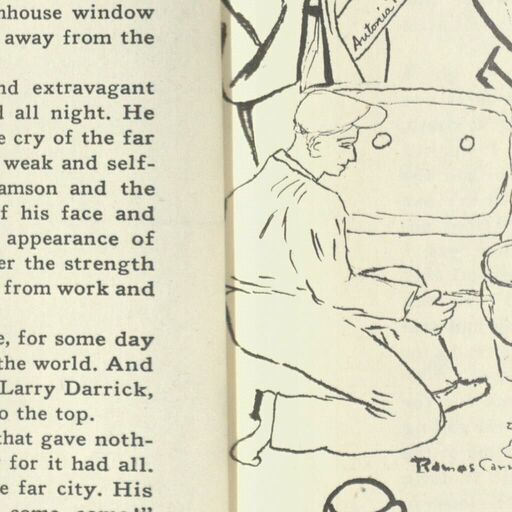 nhouse window
away from the
nd extravagant
l all night. He
e cry of the far
weak and self-
amson and the
f his face and
appearance of
er the strength
from work and
e, for some day
the world. And
Larry Darrick,
o the top.
that gave noth-
for it had all.
e far city. His
Antonia
Ramos